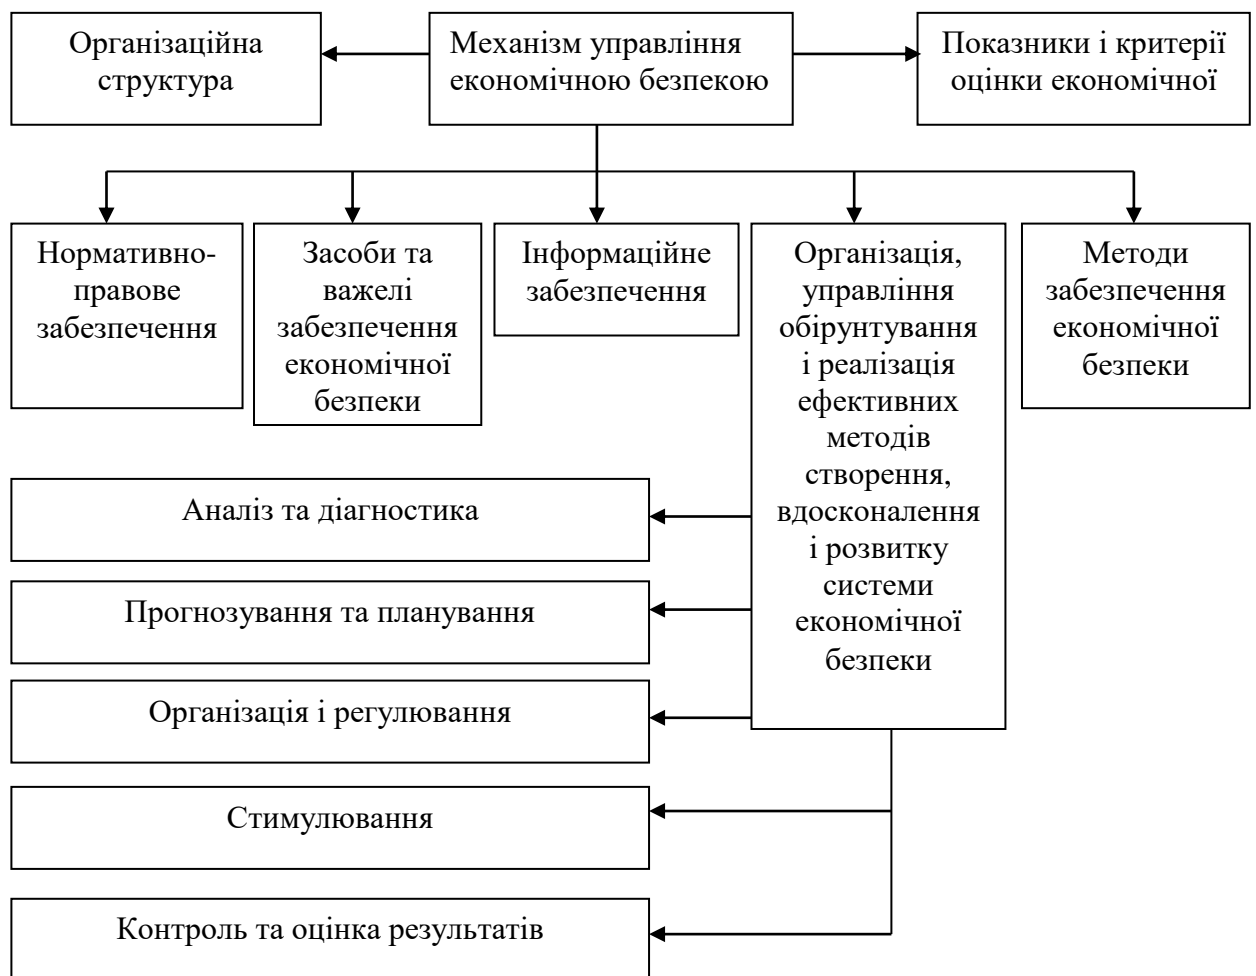 Організаційна
структура
Механізм управління
економічною безпекою
Показники і критерії
оцінки економічної
Нормативно-
правове
забезпечення
Засоби та
важелі
забезпечення
економічної
безпеки
Інформаційне
забезпечення
Організація,
управління
обірунтування
і реалізація
ефективних
методів
створення,
вдосконалення
і розвитку
системи
економічної
безпеки
Методи
забезпечення
економічної
безпеки
Аналіз та діагностика
Прогнозування та планування
Організація і регулювання
Стимулювання
Контроль та оцінка результатів